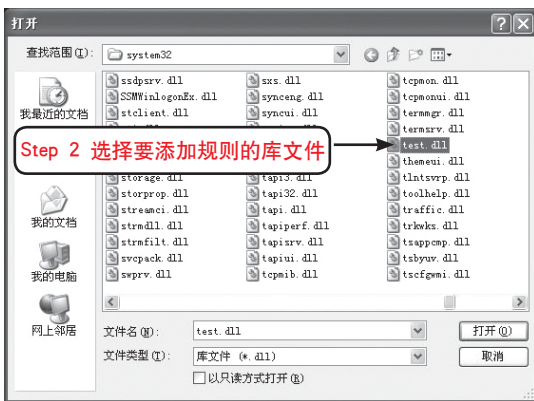 打开
查找范围(I):
system32
我最近的文档
我的文档
我的电脑
网上邻居
ssdpsrv.dll
SSMWinlogonEx.dll
stclient.dll
storage.dll
storprop.dll
streamci.dll
strmdll.dll
strmfilt.dll
svcpack.dll
swprv.dll
sxs.dll
synceng.dll
syncui.dll
tapi3.dll
tapi32.dll
tapi.dll
tapiperf.dll
tapisrv.dll
tapiui.dll
tcpmib.dll
tcpmon.dll
tcpmonui.dll
termmgr.dll
termsrv.dll
test.dll
themeui.dll
tlntsvrp.dll
toolhelp.dll
traffic.dll
trkwks.dll
tsappcmp.dll
tsbyuv.dll
tscfgwmi.dll
Step 2 选择要添加规则的库文件
文件名(N):
test.dll
打开(O)
文件类型(T):
库文件 (*.dll)
取消
以只读方式打开(R)